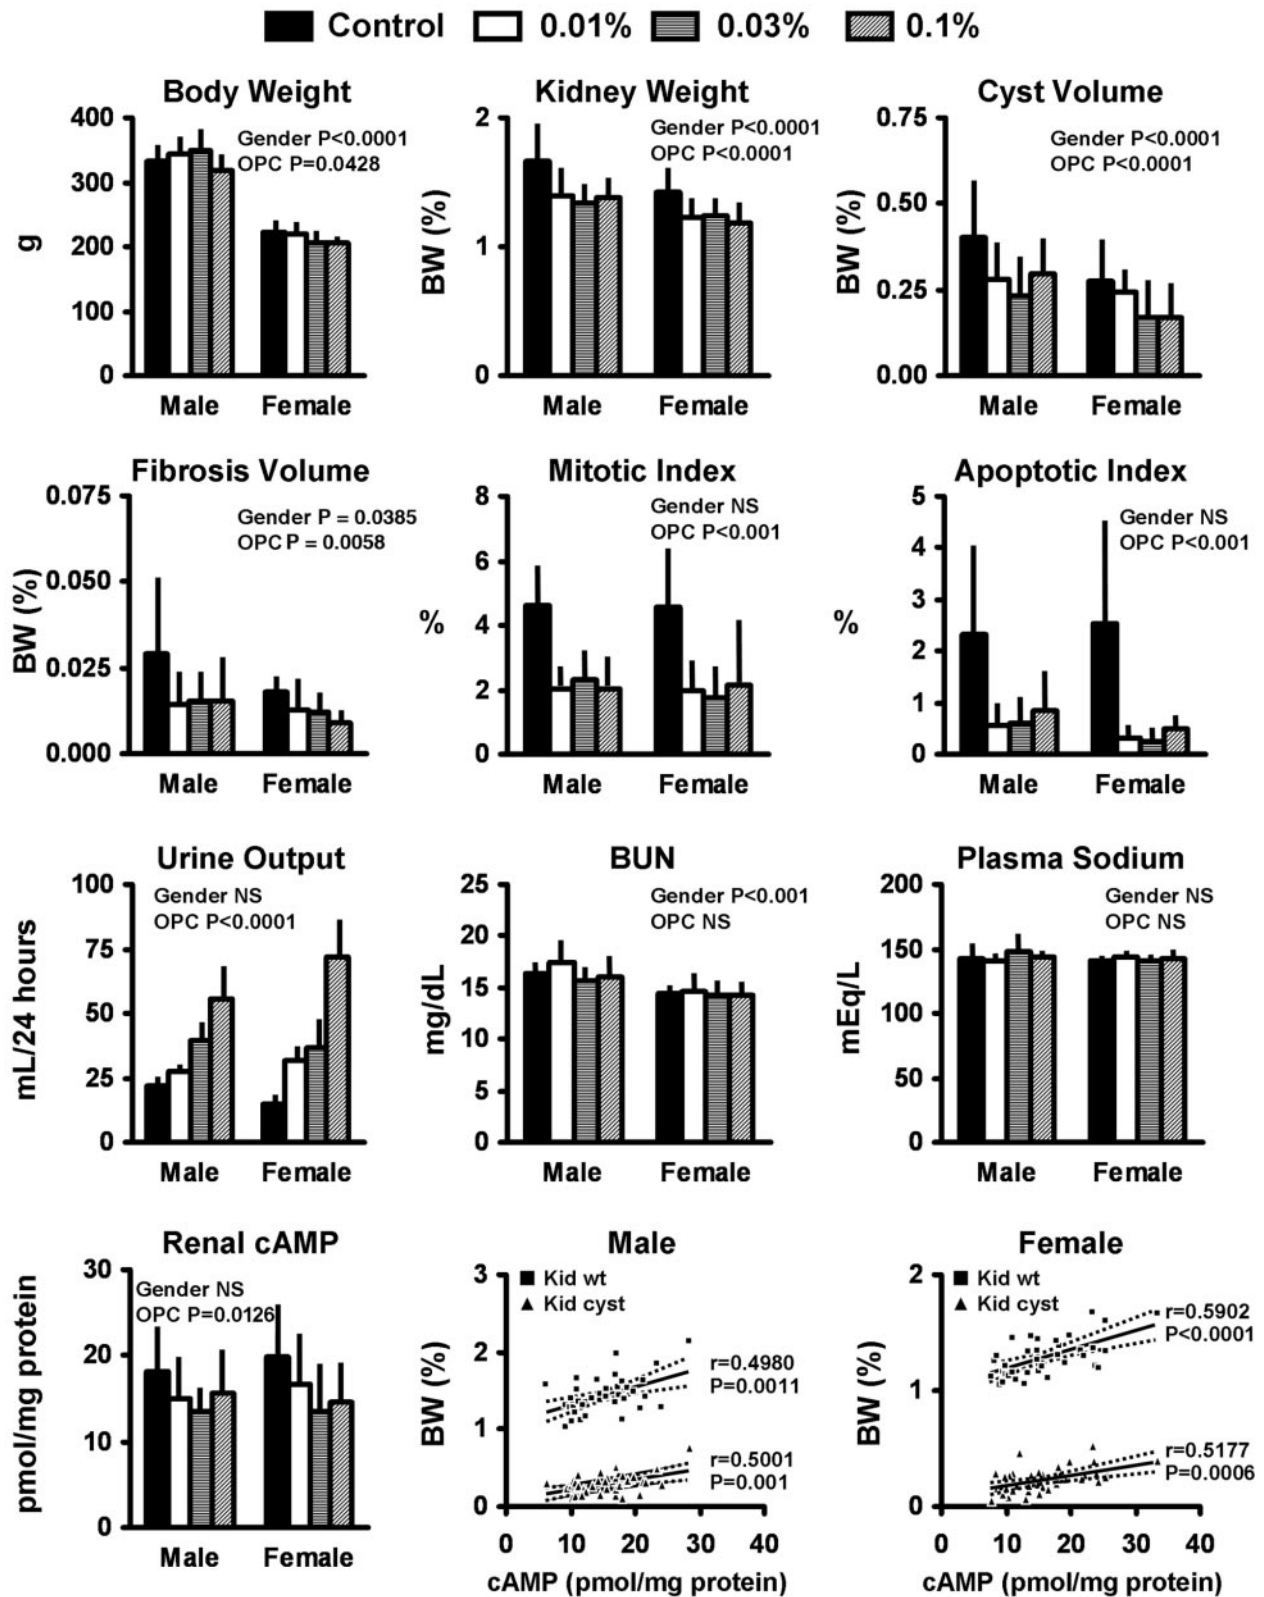 Control 0.01% 0.03% 0.1%
Body Weight
400
300
200
100
0
g
Gender P<0.0001
OPC P=0.0428
Male Female
Kidney Weight
2
1
0
BW (%)
Gender P<0.0001
OPC P<0.0001
Male Female
Cyst Volume
0.75
0.50
0.25
0.00
BW (%)
Gender P<0.0001
OPC P<0.0001
Male Female
Fibrosis Volume
0.075
0.050
0.025
0.000
BW (%)
Gender P = 0.0385
OPC P = 0.0058
Male Female
Mitotic Index
8
6
4
2
0
%
Gender NS
OPC P<0.001
Male Female
Apoptotic Index
5
4
3
2
1
0
%
Gender NS
OPC P<0.001
Male Female
Urine Output
100
75
50
25
0
mL/24 hours
Gender NS
OPC P<0.0001
Male Female
BUN
25
20
15
10
5
0
mg/dL
Gender P<0.001
OPC NS
Male Female
Plasma Sodium
200
150
100
50
0
mEq/L
Gender NS
OPC NS
Male Female
Renal cAMP
30
20
10
0
pmol/mg protein
Gender NS
OPC P=0.0126
Male Female
Male
3
2
1
0
BW (%)
Kid wt
Kid cyst
r=0.4980
P=0.0011
r=0.5001
P=0.001
0 10 20 30 40
cAMP (pmol/mg protein)
Female
2
1
0
BW (%)
Kid wt
Kid cyst
r=0.5902
P<0.0001
r=0.5177
P=0.0006
0 10 20 30 40
cAMP (pmol/mg protein)